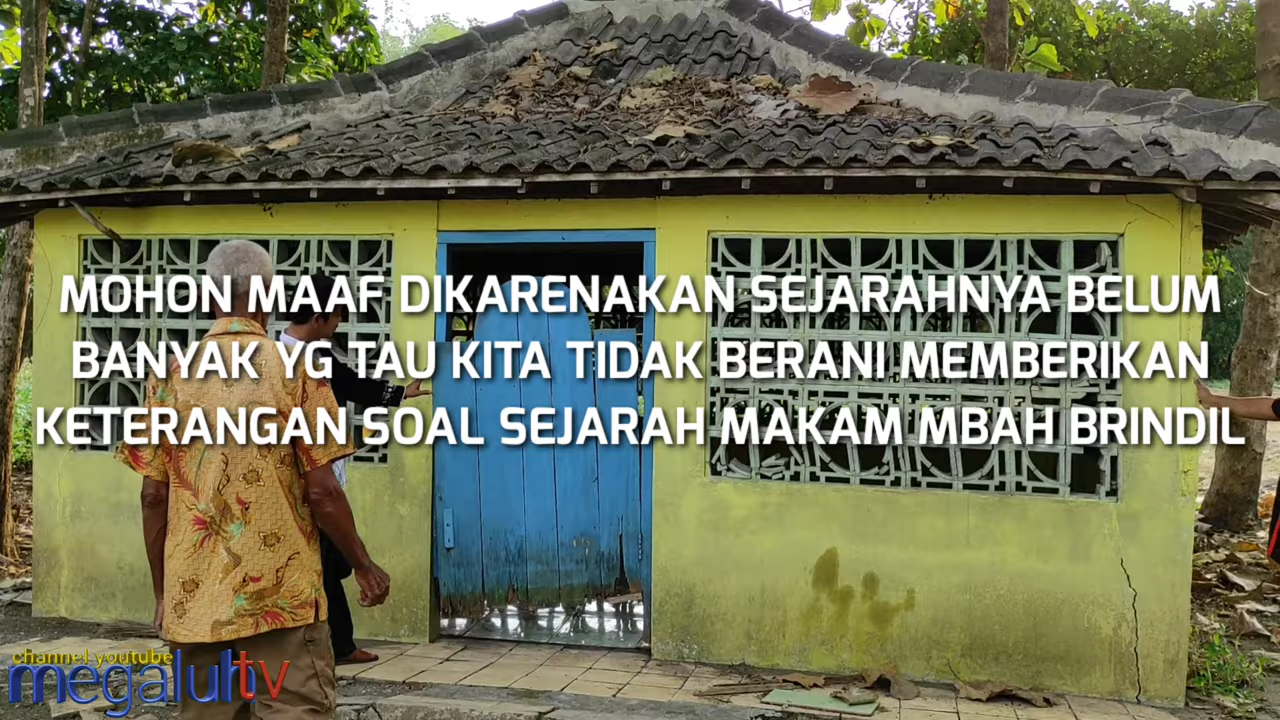 MOHON MAAF DIKARENAKAN SEJARAHNYA BELUM
BANYAK YG TAU KITA TIDAK BERANI MEMBERIKAN
KETERANGAN SOAL SEJARAH MAKAM MBAH BRINDIL
channel youtube
megaluhtv